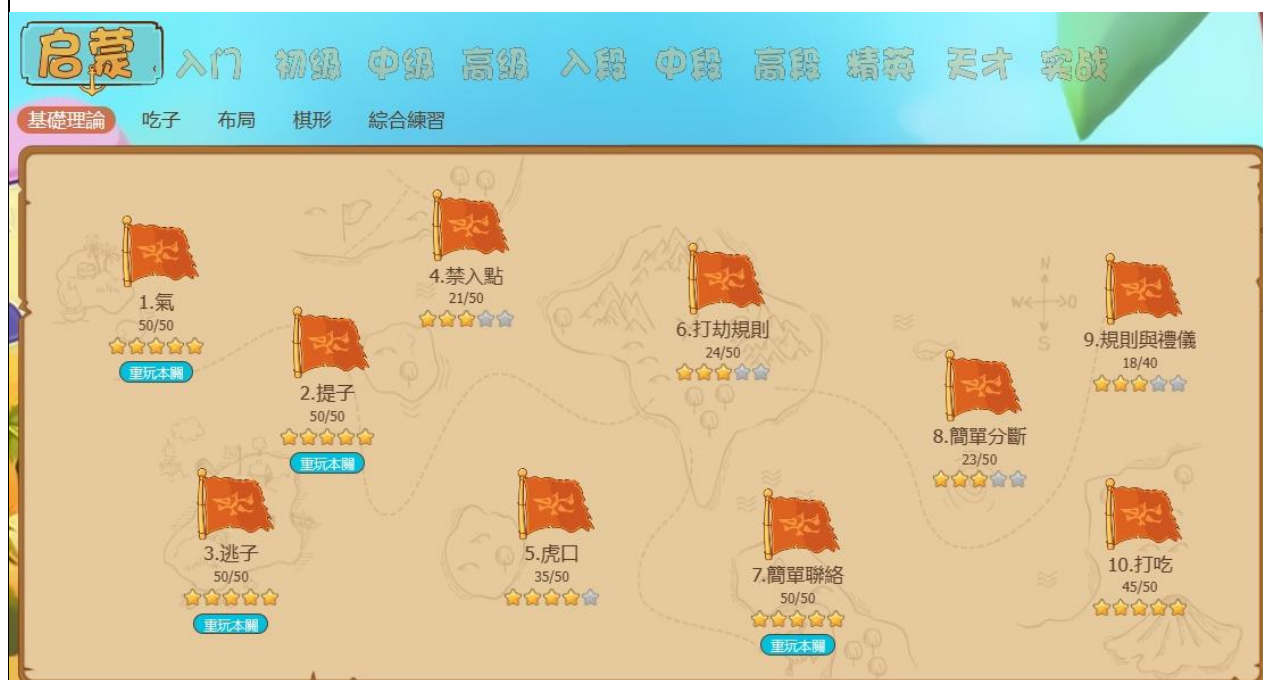 启蒙 入门 初级 中级 高级 入段 中段 高段 精英 天才 实战
基礎理論 吃子 布局 棋形 綜合練習
1.氣
50/50
重玩本關
2.提子
50/50
重玩本關
3.逃子
50/50
重玩本關
4.禁入點
21/50
5.虎口
35/50
6.打劫規則
24/50
7.簡單聯絡
50/50
重玩本關
8.簡單分斷
23/50
9.規則與禮儀
18/40
10.打吃
45/50
N
W
O
S